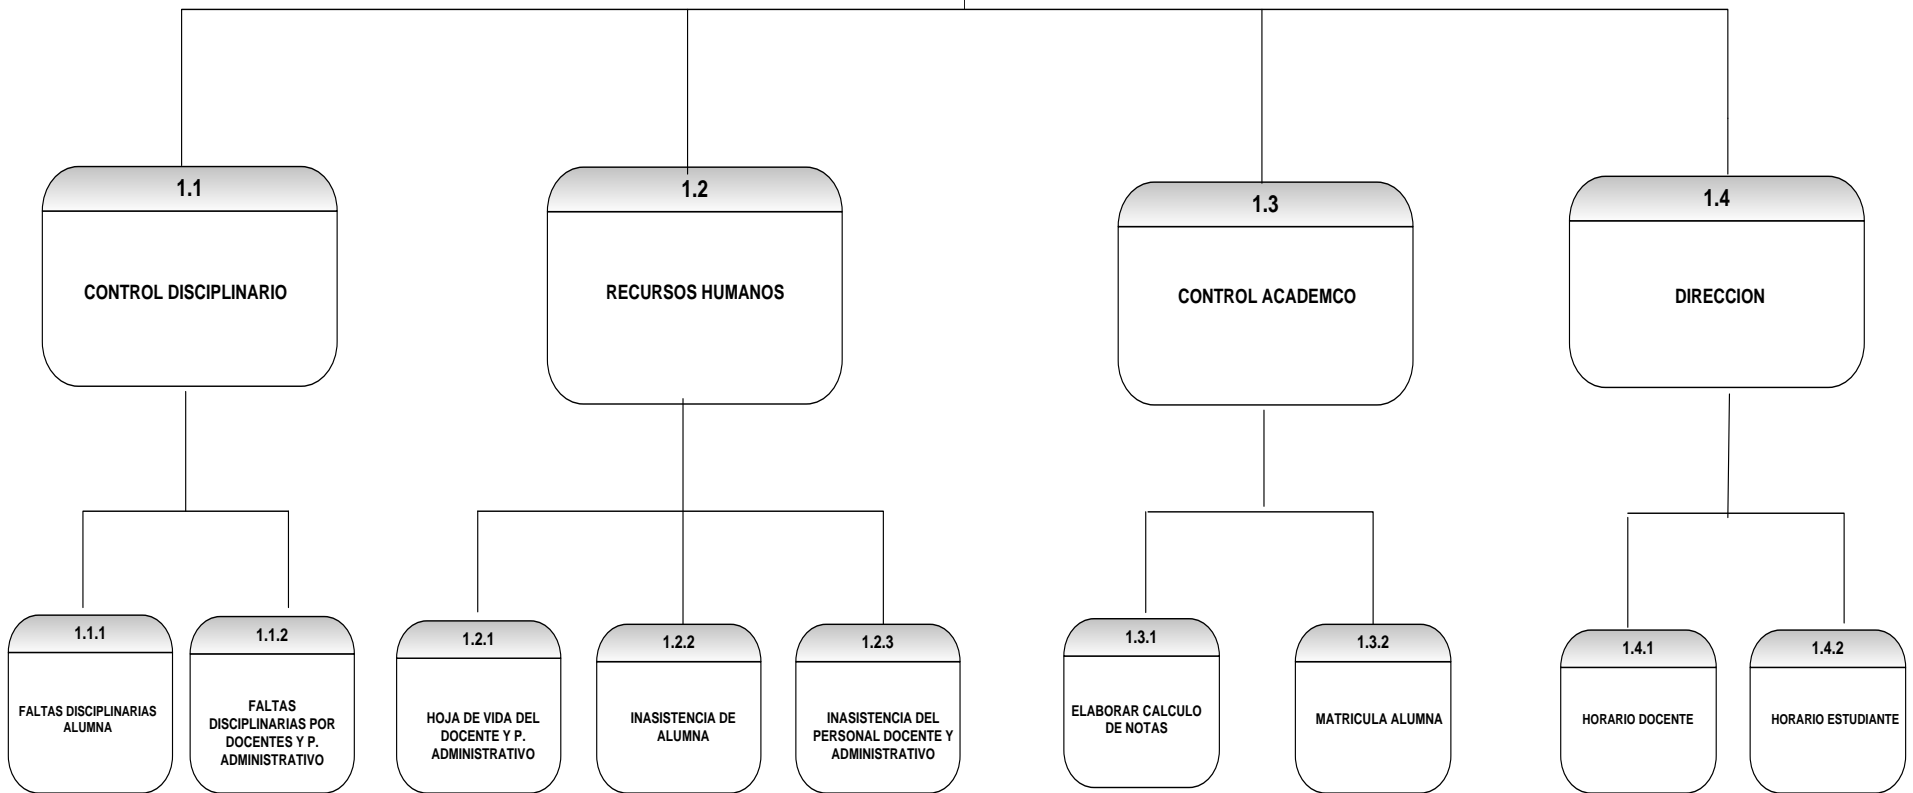 1.1
CONTROL DISCIPLINARIO
1.2
RECURSOS HUMANOS
1.3
CONTROL ACADEMCO
1.4
DIRECCION
1.1.1
FALTAS DISCIPLINARIAS
ALUMNA
1.1.2
FALTAS
DISCIPLINARIAS POR
DOCENTES Y P.
ADMINISTRATIVO
1.2.1
HOJA DE VIDA DEL
DOCENTE Y P.
ADMINISTRATIVO
1.2.2
INASISTENCIA DE
ALUMNA
1.2.3
INASISTENCIA DEL
PERSONAL DOCENTE Y
ADMINISTRATIVO
1.3.1
ELABORAR CALCULO
DE NOTAS
1.3.2
MATRICULA ALUMNA
1.4.1
HORARIO DOCENTE
1.4.2
HORARIO ESTUDIANTE